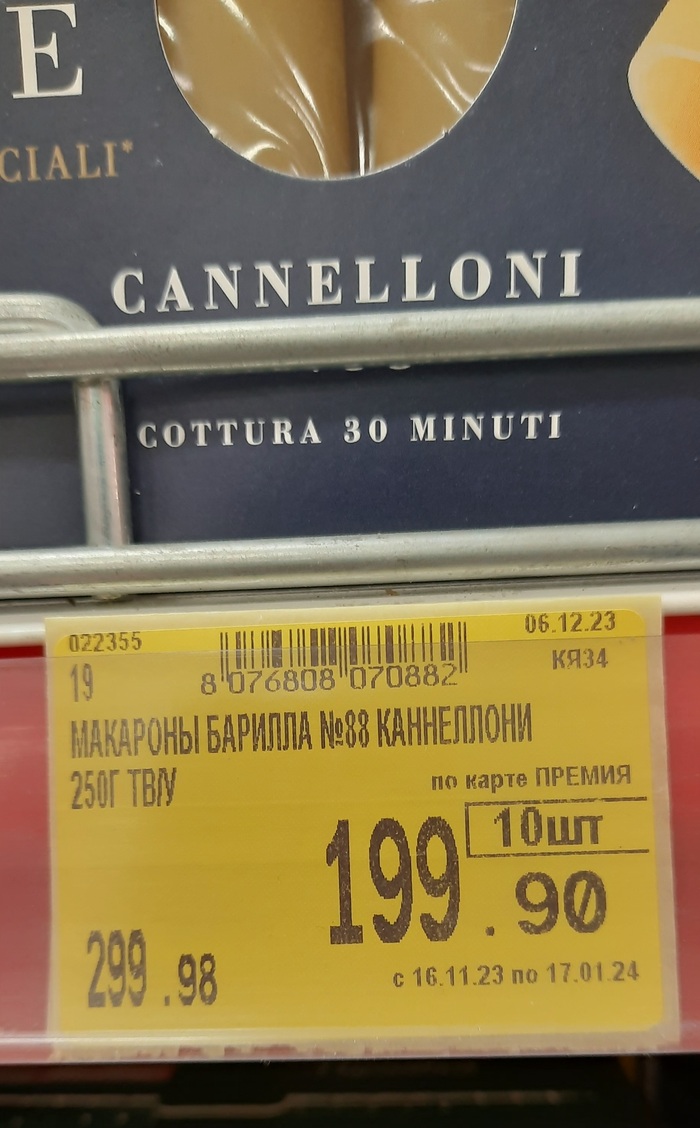 E
CIALI*
CANNELLONI
COTTURA 30 MINUTI
022355
06.12.23
19
8 076808 070882
КЯ34
МАКАРОНЫ БАРИЛЛА №88 КАННЕЛЛОНИ
250Г ТВ/У
по карте ПРЕМИЯ
10шт
199.90
299.98
с 16.11.23 по 17.01.24